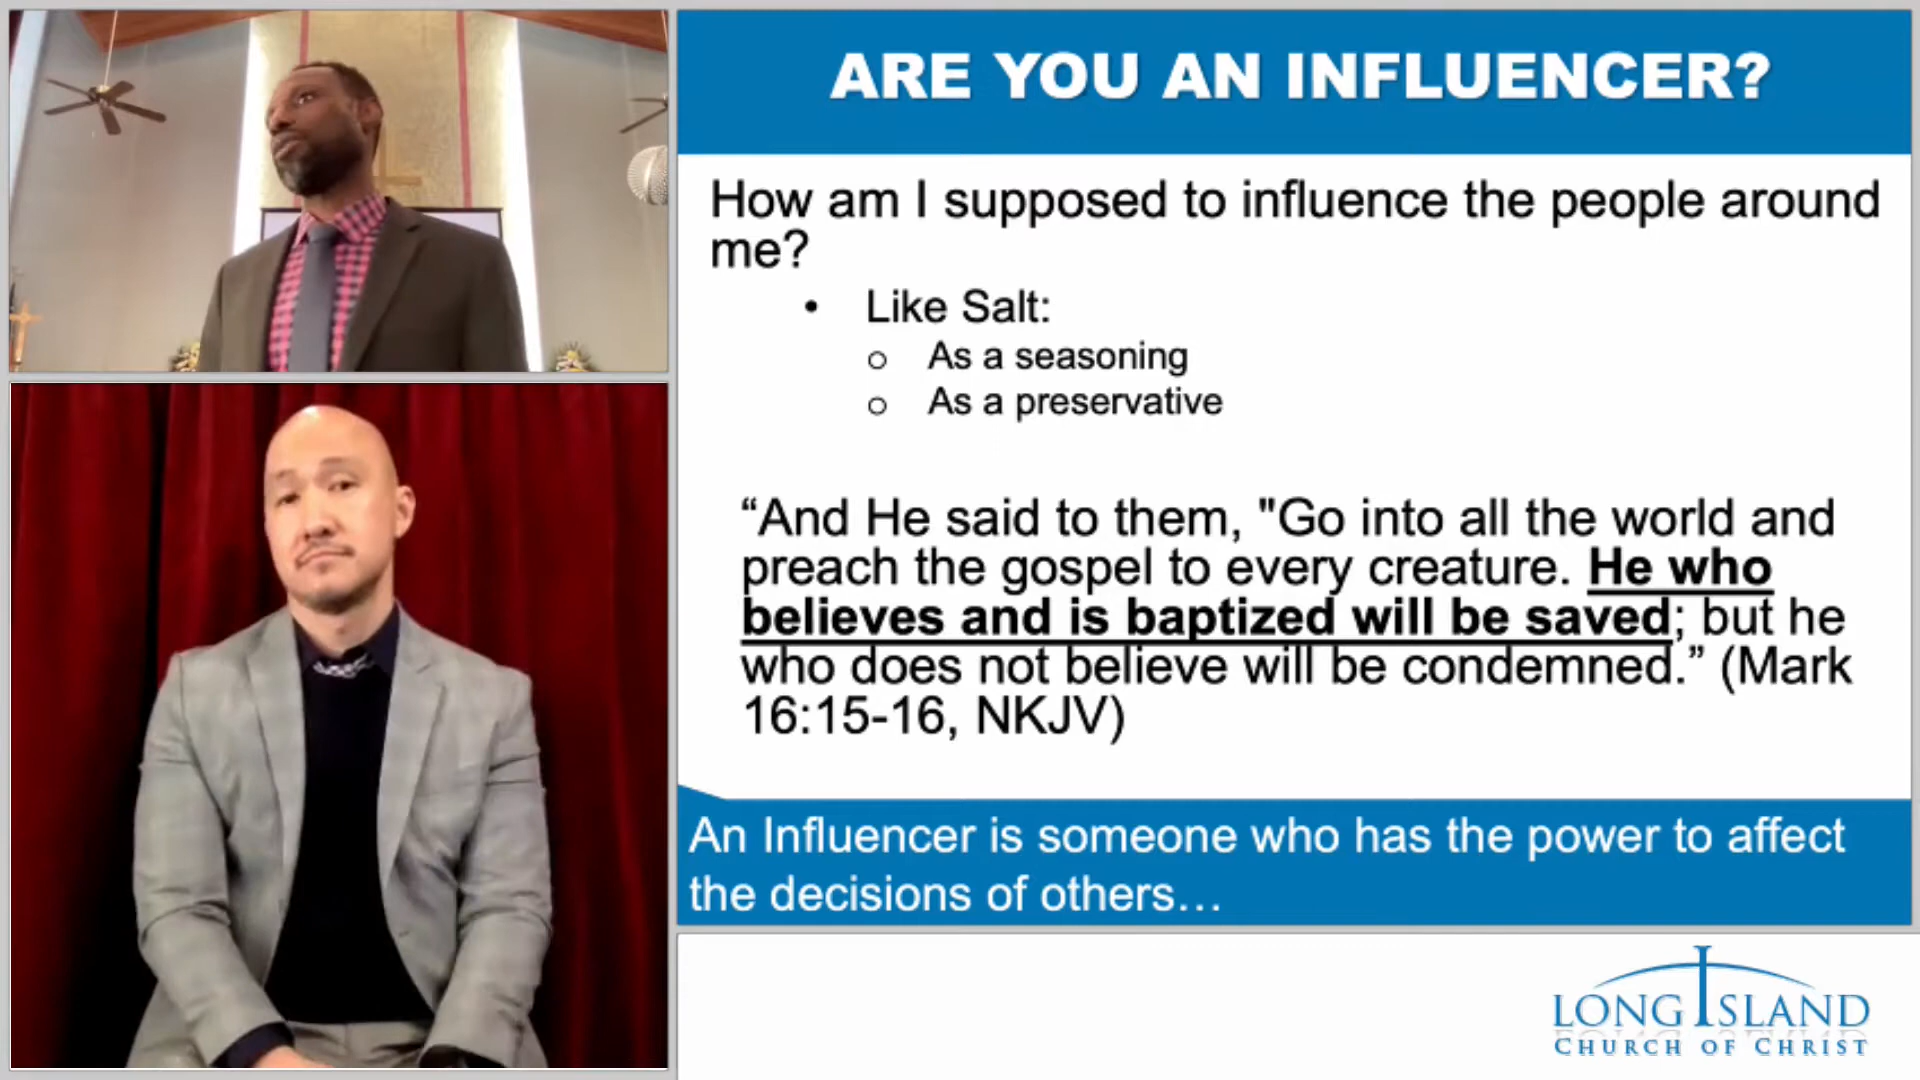 ARE YOU AN INFLUENCER?
How am I supposed to influence the people around
me?
• Like Salt:
o As a seasoning
o As a preservative
“And He said to them, "Go into all the world and
preach the gospel to every creature. He who
believes and is baptized will be saved; but he
who does not believe will be condemned.” (Mark
16:15-16, NKJV)
An Influencer is someone who has the power to affect
the decisions of others…
LONG ISLAND
CHURCH OF CHRIST